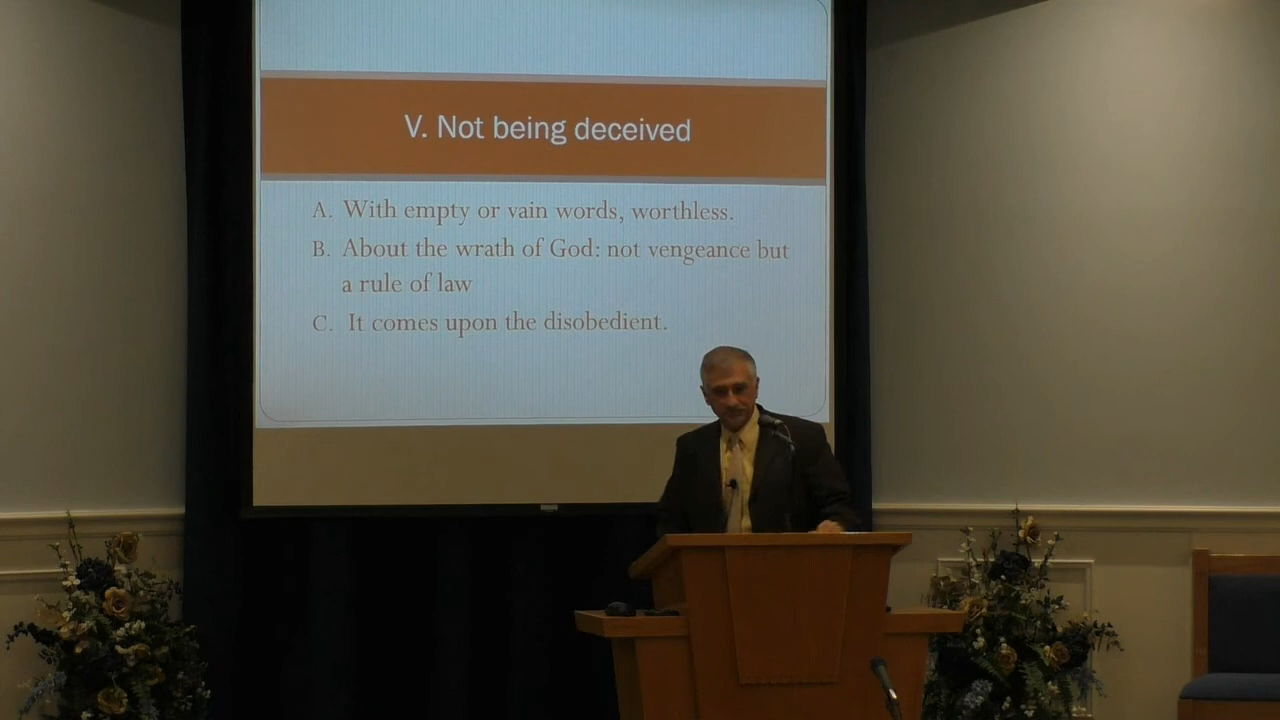 V. Not being deceived
A. With empty or vain words, worthless.
B. About the wrath of God: not vengeance but
a rule of law
C. It comes upon the disobedient.